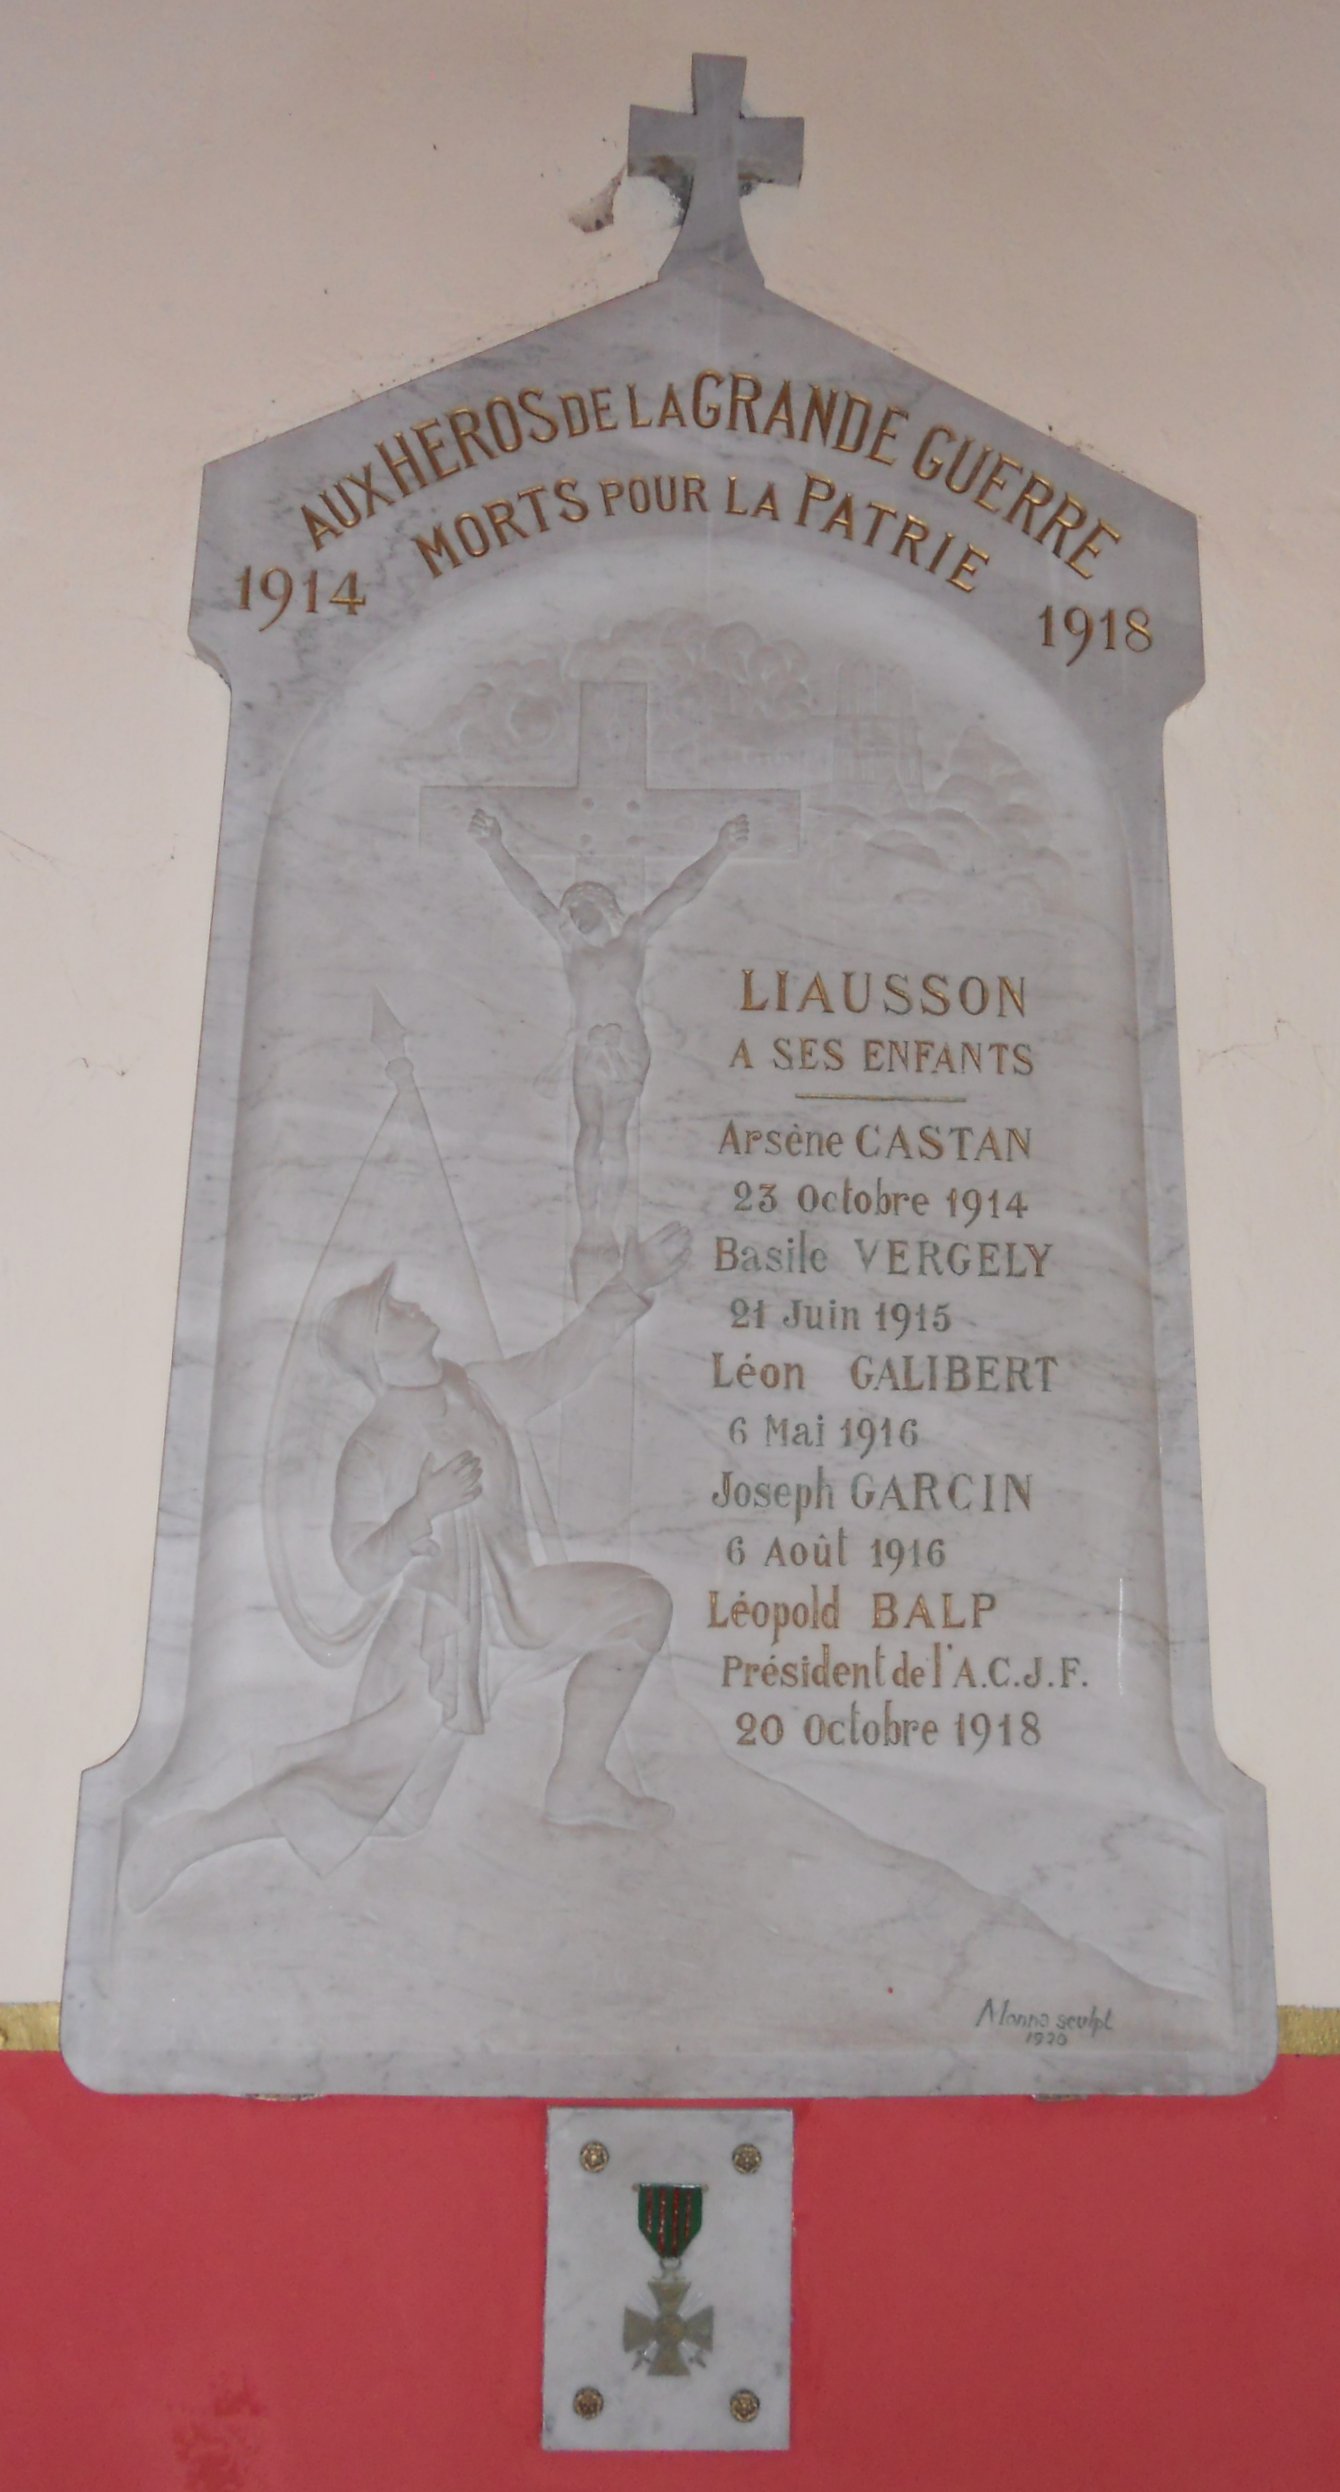 AUX HEROS DE LA GRANDE GUERRE
MORTS POUR LA PATRIE
1914 1918
LIAUSSON
A SES ENFANTS
Arsène CASTAN
23 Octobre 1914
Basile VERGELY
21 Juin 1915
Léon GALIBERT
6 Mai 1916
Joseph GARCIN
6 Août 1916
Léopold BALP
Président de l'A.C.J.F.
20 Octobre 1918
sculpt
1920